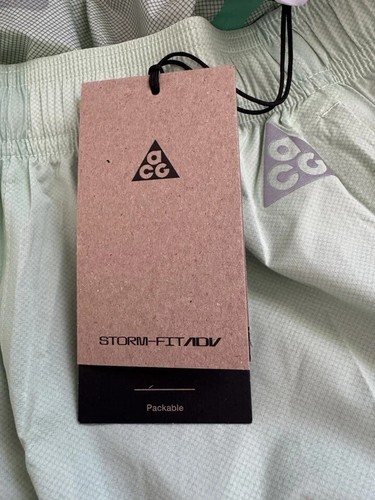 aCG
aCG
STORM-FIT ADV
Packable